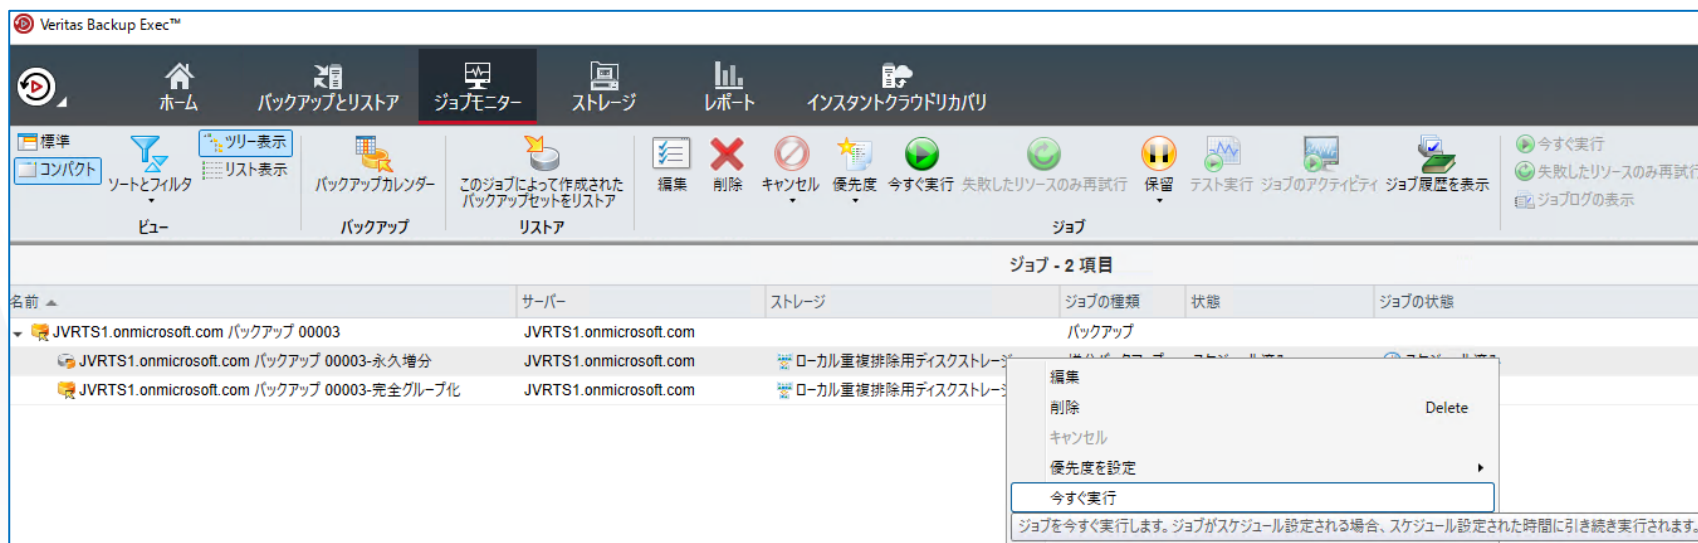 Veritas Backup Exec™
ホーム
バックアップとリストア
ジョブモニター
ストレージ
レポート
インスタントクラウドリカバリ
標準
コンパクト
ソートとフィルタ
ツリー表示
リスト表示
ビュー
バックアップカレンダー
バックアップ
このジョブによって作成された
バックアップセットをリストア
リストア
編集
削除
キャンセル
優先度
今すぐ実行
失敗したリソースのみ再試行
保留
テスト実行
ジョブのアクティビティ
ジョブ履歴を表示
ジョブ
今すぐ実行
失敗したリソースのみ再試行
ジョブログの表示
ジョブ - 2 項目
名前 サーバー ストレージ ジョブの種類 状態 ジョブの状態
JVRTS1.onmicrosoft.com バックアップ 00003 JVRTS1.onmicrosoft.com バックアップ
JVRTS1.onmicrosoft.com バックアップ 00003-永久増分 JVRTS1.onmicrosoft.com ローカル重複排除用ディスクストレージ
JVRTS1.onmicrosoft.com バックアップ 00003-完全グループ化 JVRTS1.onmicrosoft.com ローカル重複排除用ディスクストレージ
編集
削除 Delete
キャンセル
優先度を設定
今すぐ実行
ジョブを今すぐ実行します。ジョブがスケジュール設定される場合、スケジュール設定された時間に引き続き実行されます。